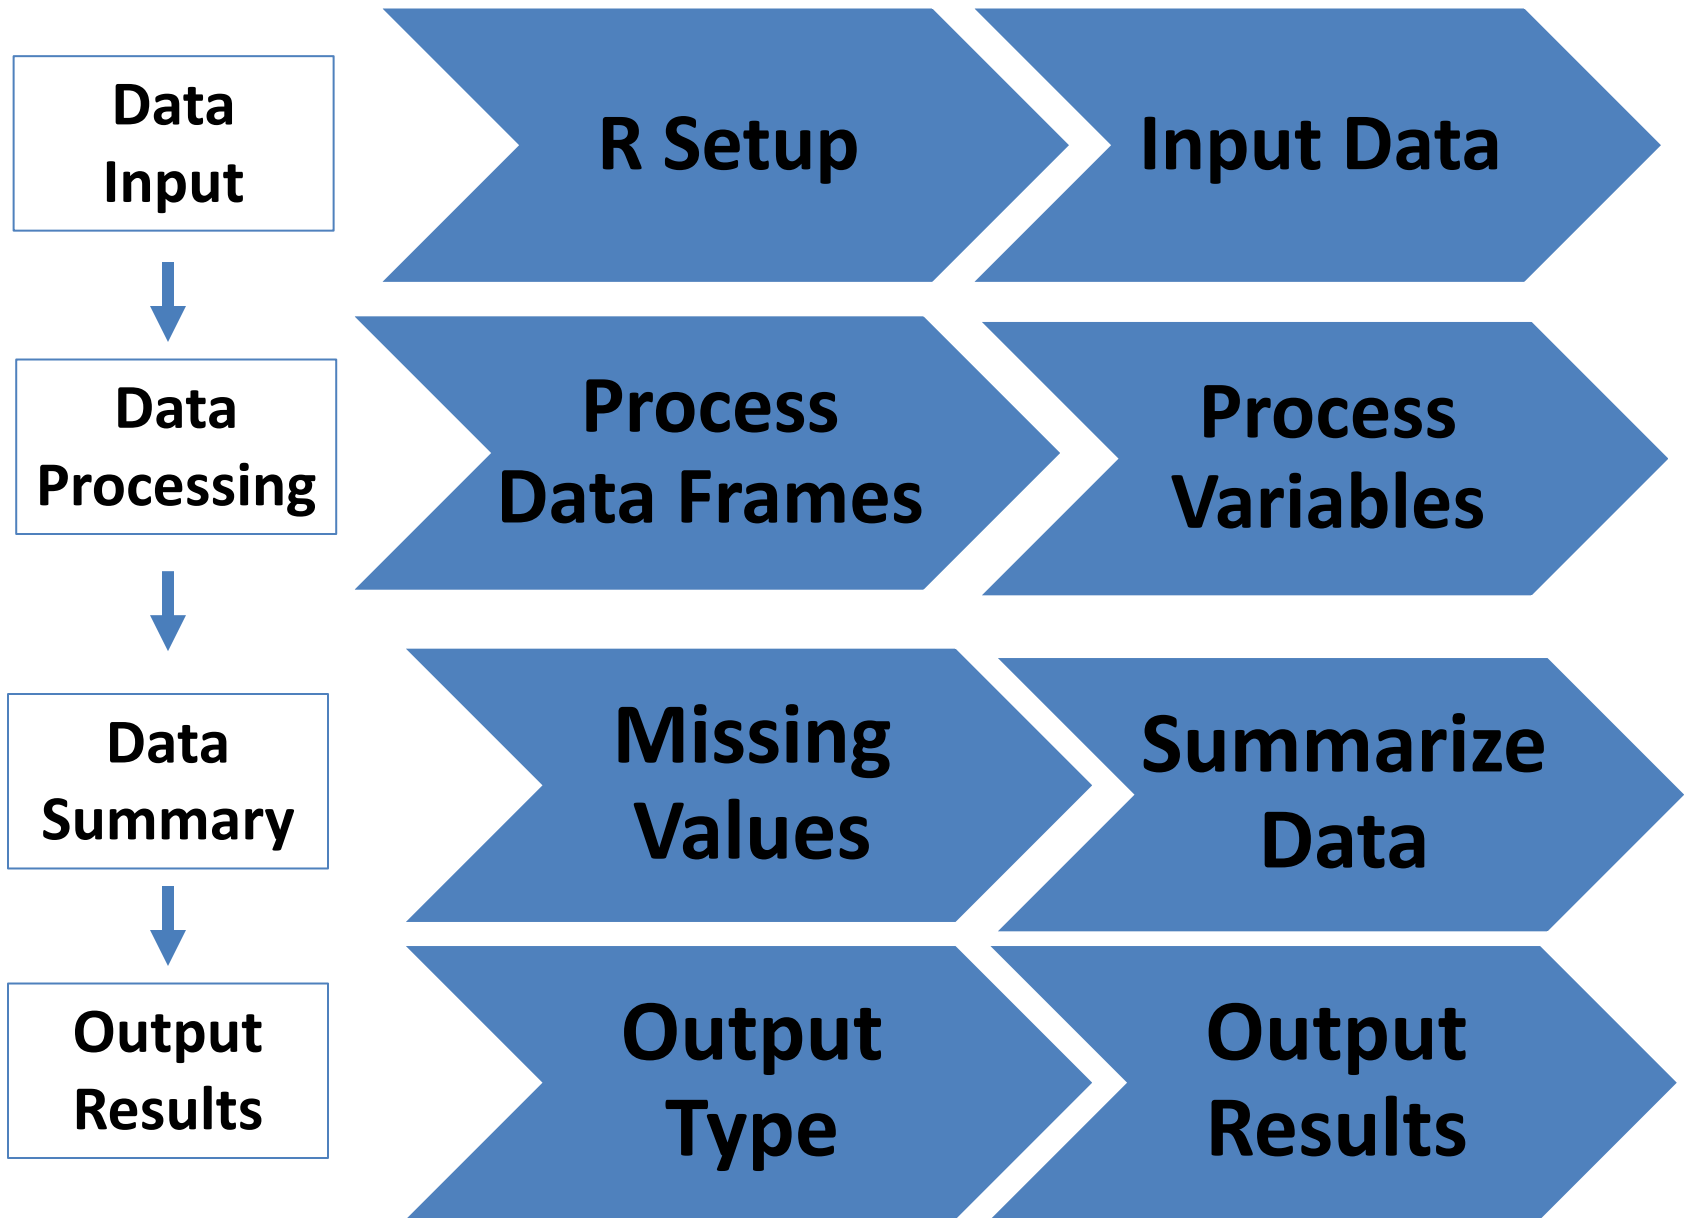 Data
Input
R Setup
Input Data
Data
Processing
Process
Data Frames
Process
Variables
Data
Summary
Missing
Values
Summarize
Data
Output
Results
Output
Type
Output
Results